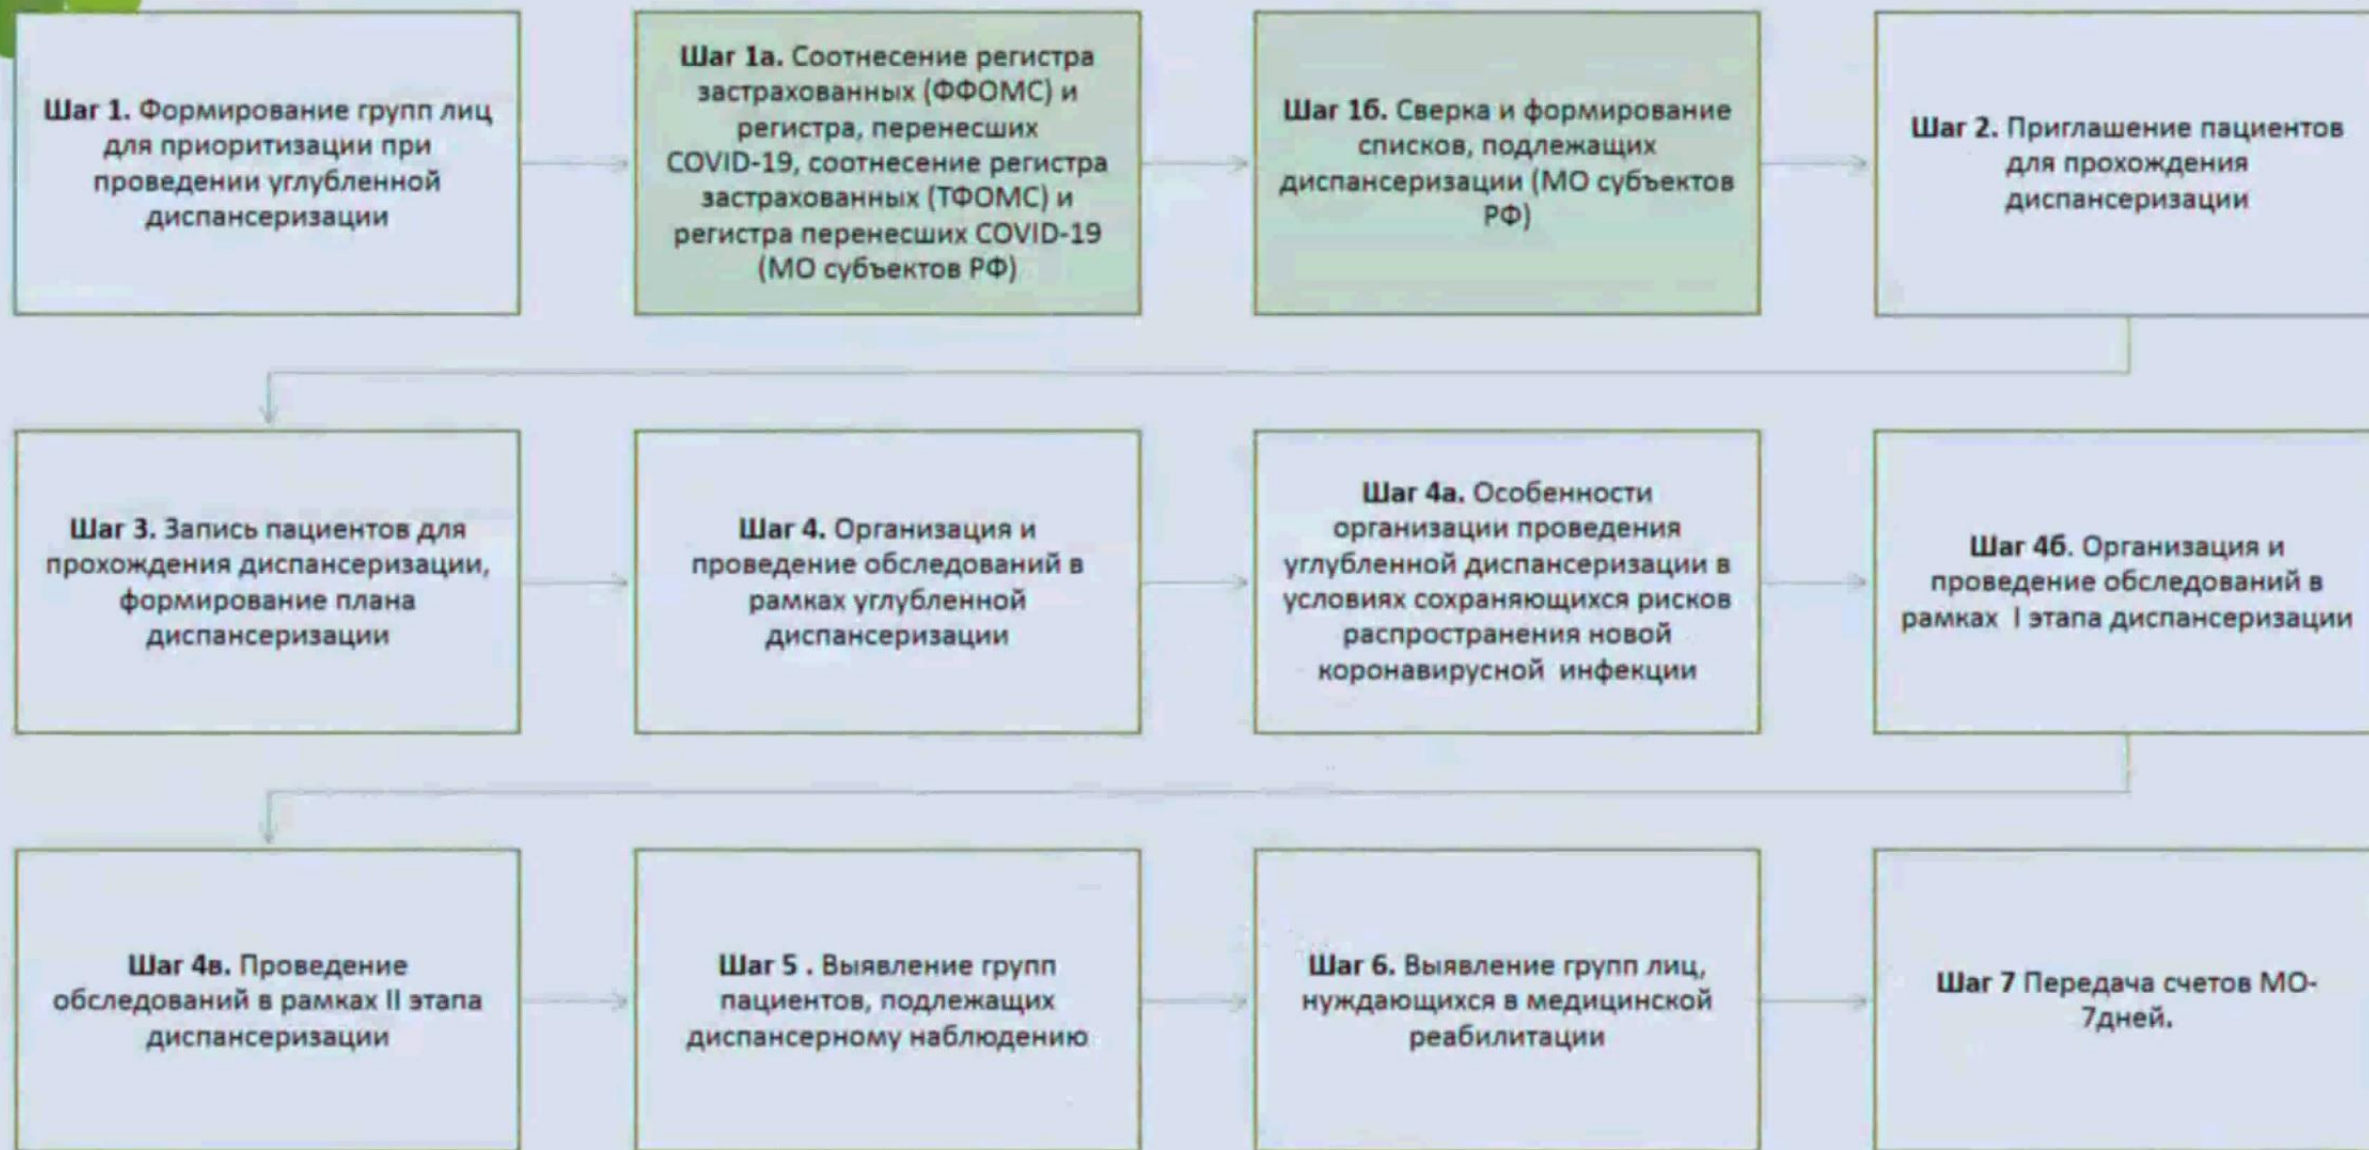 Шаг 1. Формирование групп лиц
для приоритизации при
проведении углубленной
диспансеризации
Шаг 1а. Соотнесение регистра
застрахованных (ФФОМС) и
регистра, перенесших
COVID-19, соотнесение регистра
застрахованных (ТФОМС) и
регистра перенесших COVID-19
(МО субъектов РФ)
Шаг 1б. Сверка и формирование
списков, подлежащих
диспансеризации (МО субъектов
РФ)
Шаг 2. Приглашение пациентов
для прохождения
диспансеризации
Шаг 3. Запись пациентов для
прохождения диспансеризации,
формирование плана
диспансеризации
Шаг 4. Организация и
проведение обследований в
рамках углубленной
диспансеризации
Шаг 4а. Особенности
организации проведения
углубленной диспансеризации в
условиях сохраняющихся рисков
распространения новой
коронавирусной инфекции
Шаг 4б. Организация и
проведение обследований в
рамках I этапа диспансеризации
Шаг 4в. Проведение
обследований в рамках II этапа
диспансеризации
Шаг 5 . Выявление групп
пациентов, подлежащих
диспансерному наблюдению
Шаг 6. Выявление групп лиц,
нуждающихся в медицинской
реабилитации
Шаг 7 Передача счетов МО-
7дней.